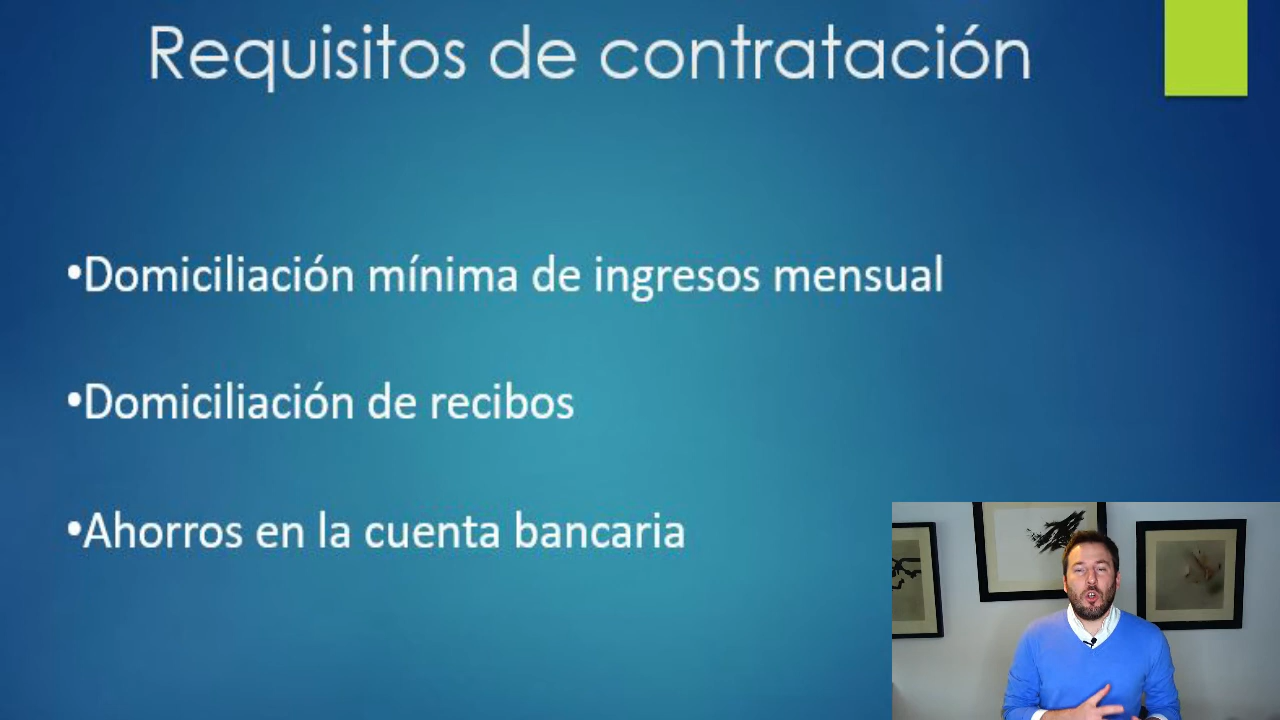 Requisitos de contratación
•Domiciliación mínima de ingresos mensual
•Domiciliación de recibos
•Ahorros en la cuenta bancaria